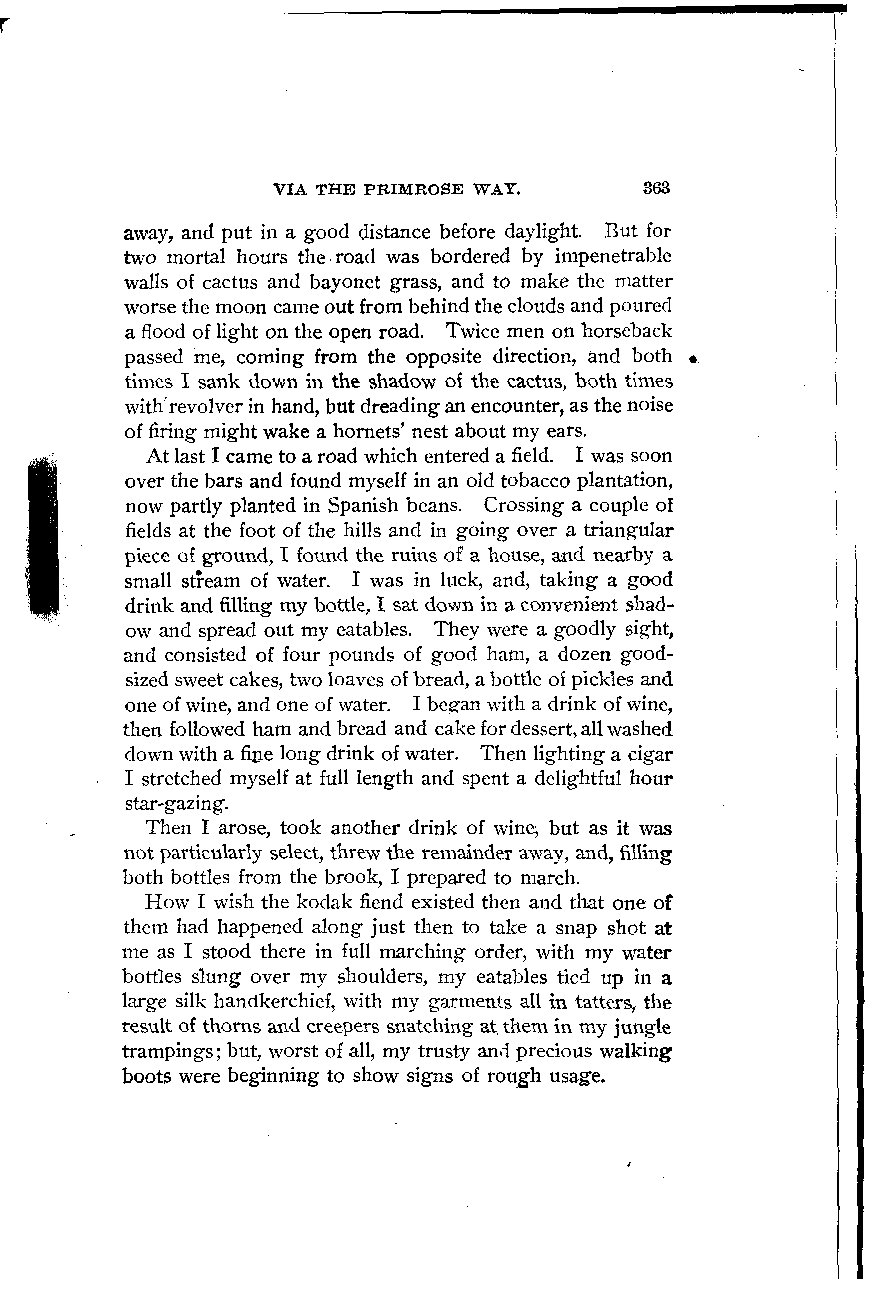 VIA THE PRIMROSE WAY. 363
away, and put in a good distance before daylight. But for
two mortal hours the road was bordered by impenetrable
walls of cactus and bayonet grass, and to make the matter
worse the moon came out from behind the clouds and poured
a flood of light on the open road. Twice men on horseback
passed me, coming from the opposite direction, and both
times I sank down in the shadow of the cactus, both times
with revolver in hand, but dreading an encounter, as the noise
of firing might wake a hornets' nest about my ears.
At last I came to a road which entered a field. I was soon
over the bars and found myself in an old tobacco plantation,
now partly planted in Spanish beans. Crossing a couple of
fields at the foot of the hills and in going over a triangular
piece of ground, I found the ruins of a house, and nearby a
small stream of water. I was in luck, and, taking a good
drink and filling my bottle, I sat down in a convenient shad-
ow and spread out my eatables. They were a goodly sight,
and consisted of four pounds of good ham, a dozen good-
sized sweet cakes, two loaves of bread, a bottle of pickles and
one of wine, and one of water. I began with a drink of wine,
then followed ham and bread and cake for dessert, all washed
down with a fine long drink of water. Then lighting a cigar
I stretched myself at full length and spent a delightful hour
star-gazing.
Then I arose, took another drink of wine, but as it was
not particularly select, threw the remainder away, and, filling
both bottles from the brook, I prepared to march.
How I wish the kodak fiend existed then and that one of
them had happened along just then to take a snap shot at
me as I stood there in full marching order, with my water
bottles slung over my shoulders, my eatables tied up in a
large silk handkerchief, with my garments all in tatters, the
result of thorns and creepers snatching at them in my jungle
trampings; but, worst of all, my trusty and precious walking
boots were beginning to show signs of rough usage.